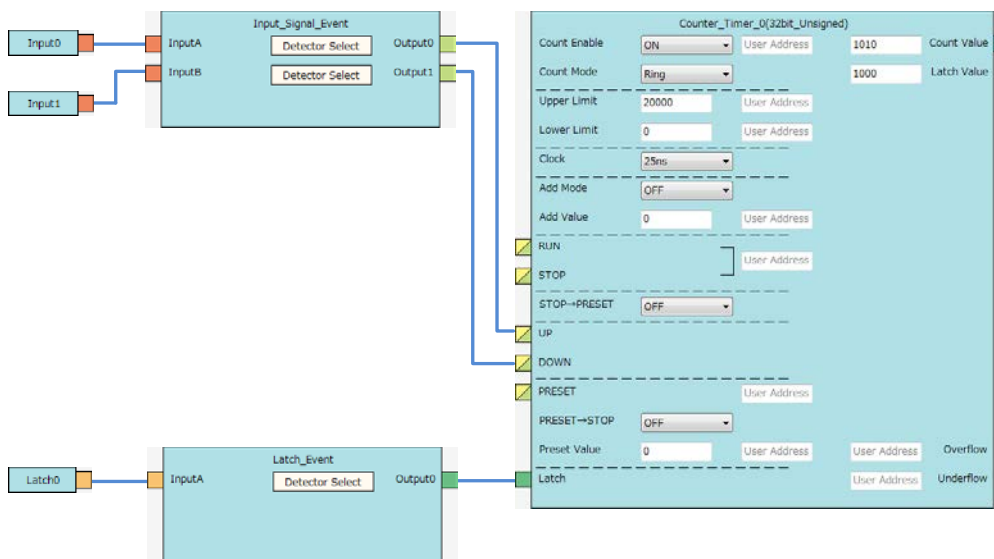 Input_Signal_Event
Input0
InputA
Detector Select
Output0
InputB
Detector Select
Output1
Input1
Counter_Timer_0(32bit_Unsigned)
Count Enable
ON
User Address
1010
Count Value
Count Mode
Ring
1000
Latch Value
Upper Limit
20000
User Address
Lower Limit
0
User Address
Clock
25ns
Add Mode
OFF
Add Value
0
User Address
RUN
User Address
STOP
STOP→PRESET
OFF
UP
DOWN
PRESET
User Address
PRESET→STOP
OFF
Preset Value
0
User Address
User Address
Overflow
Latch
User Address
Underflow
Latch_Event
Latch0
InputA
Detector Select
Output0